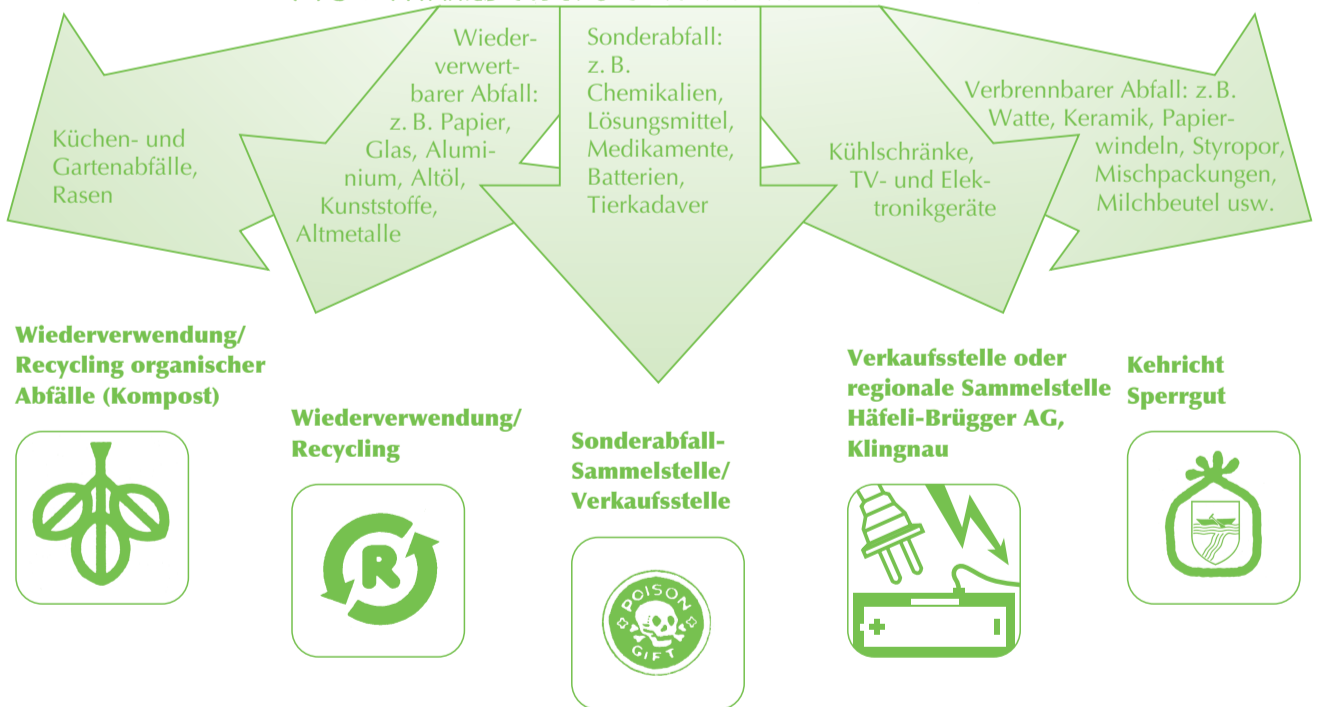 Küchen- und
Gartenabfälle,
Rasen
Wieder-
verwert-
barer Abfall:
z. B. Papier,
Glas, Alumi-
nium, Altöl,
Kunststoffe,
Altmetalle
Sonderabfall:
z. B.
Chemikalien,
Lösungsmittel,
Medikamente,
Batterien,
Tierkadaver
Kühlschränke,
TV- und Elek-
tronikgeräte
Verbrennbarer Abfall: z. B.
Watte, Keramik, Papier-
windeln, Styropor,
Mischpackungen,
Milchbeutel usw.
Wiederverwendung/
Recycling organischer
Abfälle (Kompost)
Wiederverwendung/
Recycling
R
Sonderabfall-
Sammelstelle/
Verkaufsstelle
POISON
GIFT
Verkaufsstelle oder
regionale Sammelstelle
Häfeli-Brügger AG,
Klingnau
Kehricht
Sperrgut